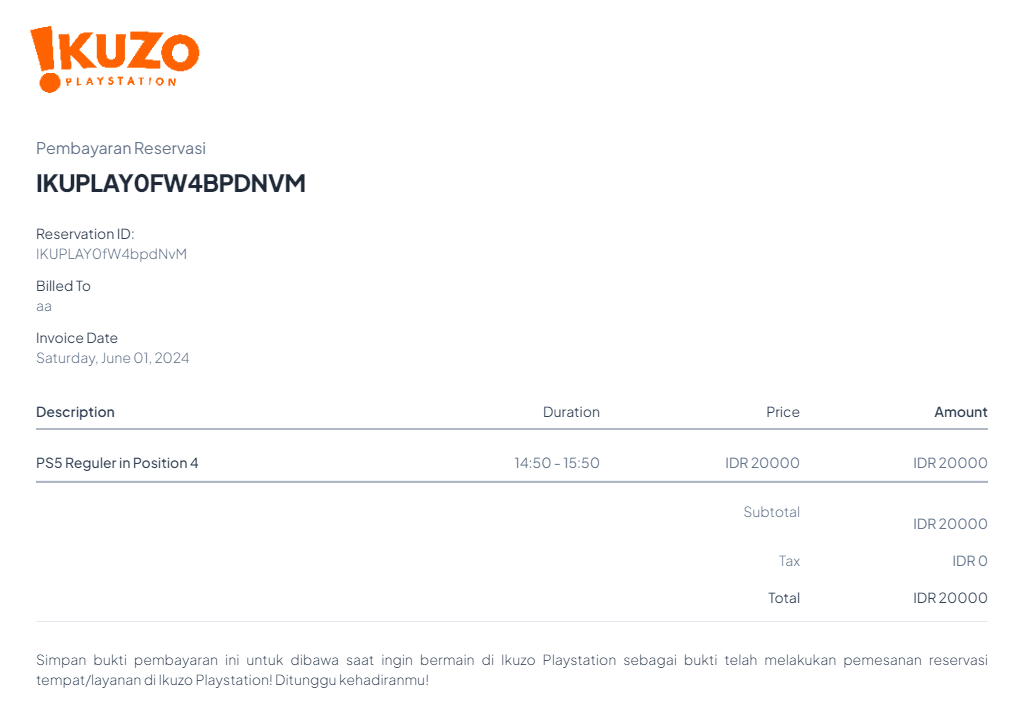 !KUZO
PLAYSTATION
Pembayaran Reservasi
IKUPLAY0FW4BPDNVM
Reservation ID:
IKUPLAY0fW4bpdNvM
Billed To
aa
Invoice Date
Saturday, June 01, 2024
Description Duration Price Amount
PS5 Reguler in Position 4 14:50 - 15:50 IDR 20000 IDR 20000
Subtotal IDR 20000
Tax IDR 0
Total IDR 20000
Simpan bukti pembayaran ini untuk dibawa saat ingin bermain di Ikuzo Playstation sebagai bukti telah melakukan pemesanan reservasi
tempat/layanan di Ikuzo Playstation! Ditunggu kehadiranmu!